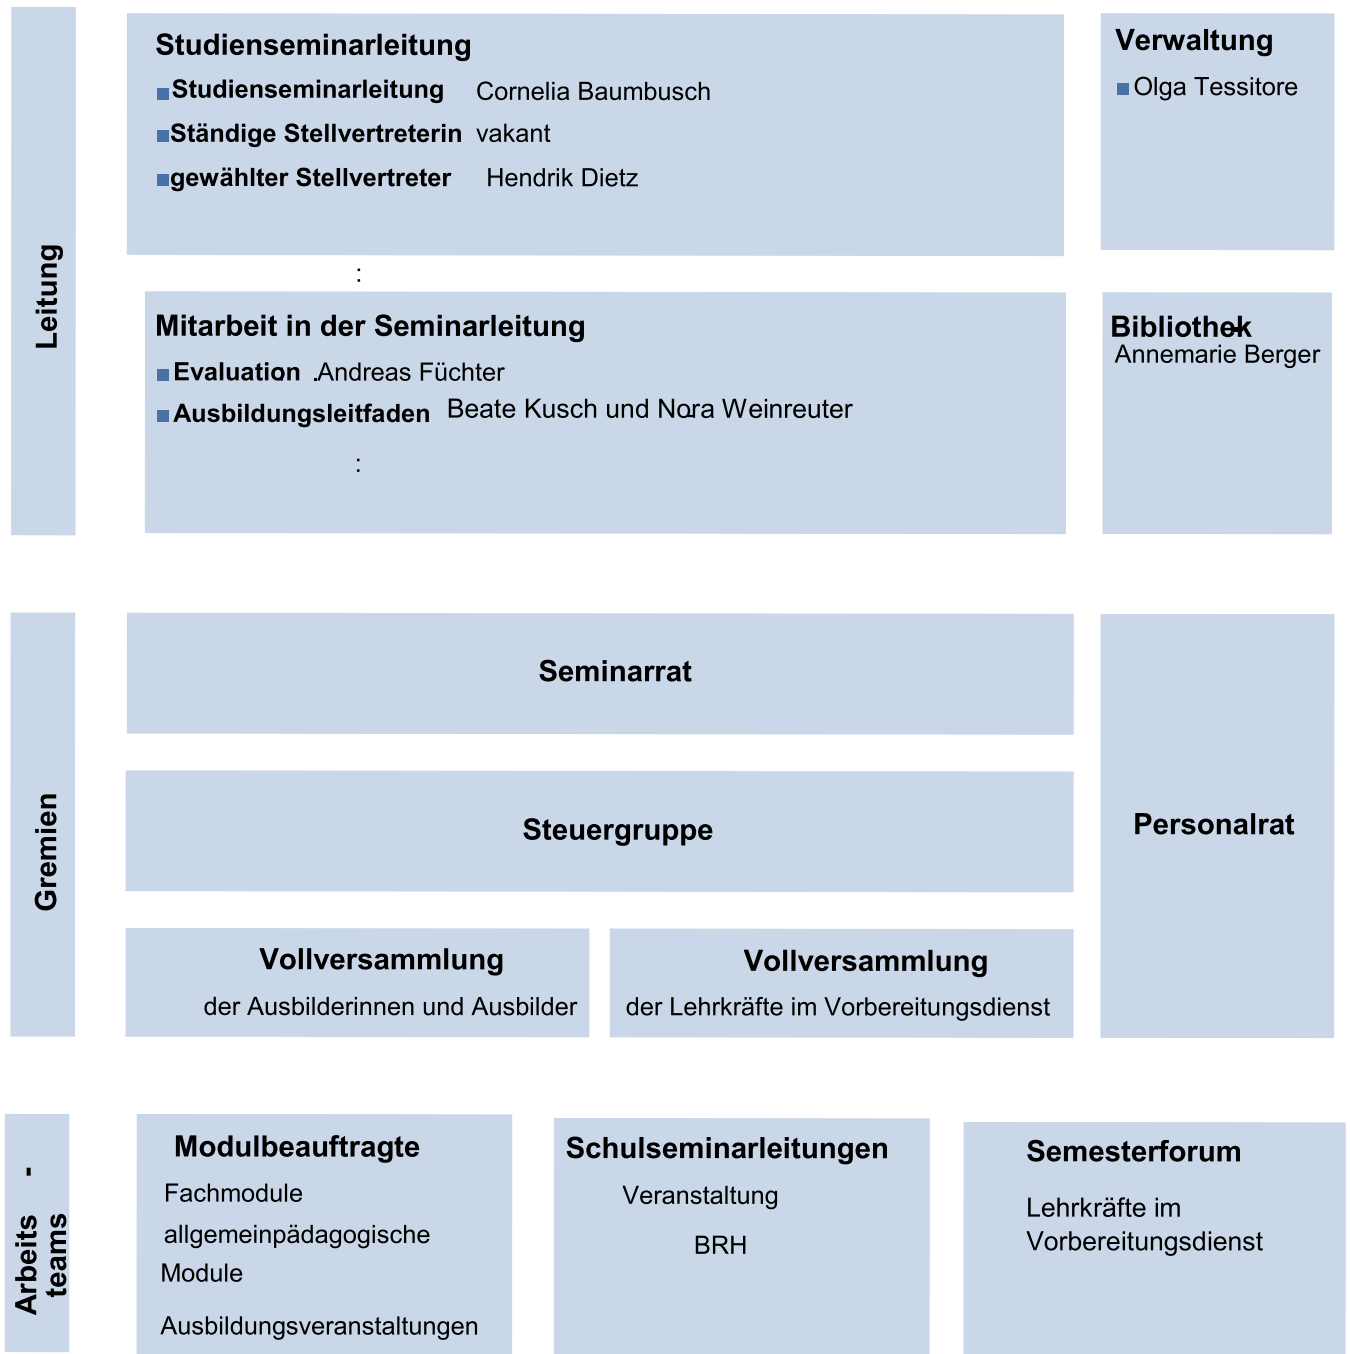 Leitung
Studienseminarleitung
Studienseminarleitung Cornelia Baumbusch
Ständige Stellvertreterin vakant
gewählter Stellvertreter Hendrik Dietz
:
Verwaltung
Olga Tessitore
Mitarbeit in der Seminarleitung
Evaluation .Andreas Füchter
Ausbildungsleitfaden Beate Kusch und Nora Weinreuter
:
Bibliothek
Annemarie Berger
Gremien
Seminarrat
Steuergruppe
Personalrat
Vollversammlung
der Ausbilderinnen und Ausbilder
Vollversammlung
der Lehrkräfte im Vorbereitungsdienst
Arbeits -
teams
Modulbeauftragte
Fachmodule
allgemeinpädagogische
Module
Ausbildungsveranstaltungen
Schulseminarleitungen
Veranstaltung
BRH
Semesterforum
Lehrkräfte im
Vorbereitungsdienst